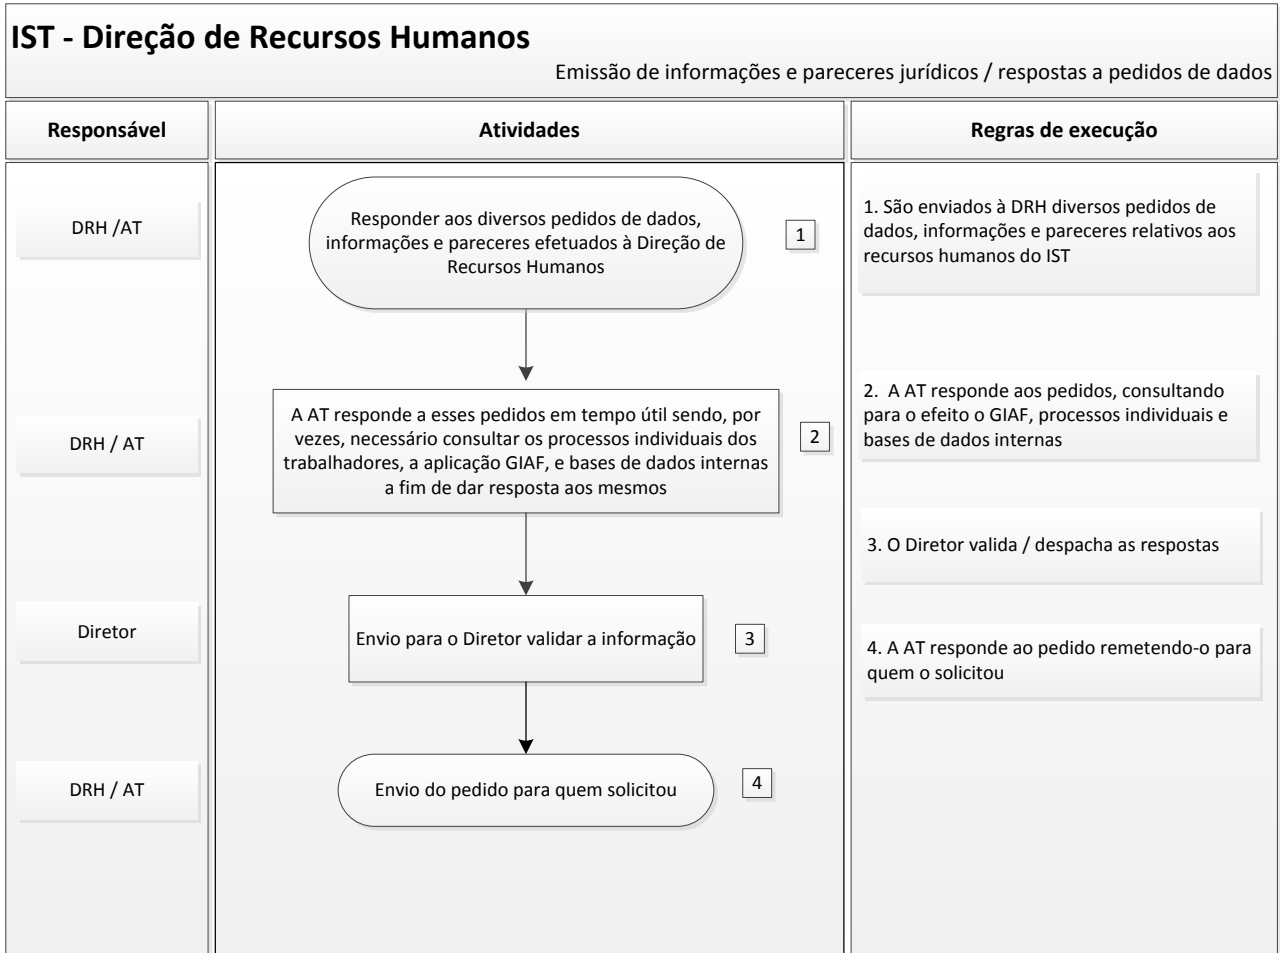 IST - Direção de Recursos Humanos
Emissão de informações e pareceres jurídicos / respostas a pedidos de dados
Responsável
Atividades
Regras de execução
DRH /AT
Responder aos diversos pedidos de dados,
informações e pareceres efetuados à Direção de
Recursos Humanos
1
1. São enviados à DRH diversos pedidos de
dados, informações e pareceres relativos aos
recursos humanos do IST
DRH / AT
A AT responde a esses pedidos em tempo útil sendo, por
vezes, necessário consultar os processos individuais dos
trabalhadores, a aplicação GIAF, e bases de dados internas
a fim de dar resposta aos mesmos
2
2.  A AT responde aos pedidos, consultando
para o efeito o GIAF, processos individuais e
bases de dados internas
Diretor
Envio para o Diretor validar a informação
3
3. O Diretor valida / despacha as respostas
DRH / AT
Envio do pedido para quem solicitou
4
4. A AT responde ao pedido remetendo-o para
quem o solicitou